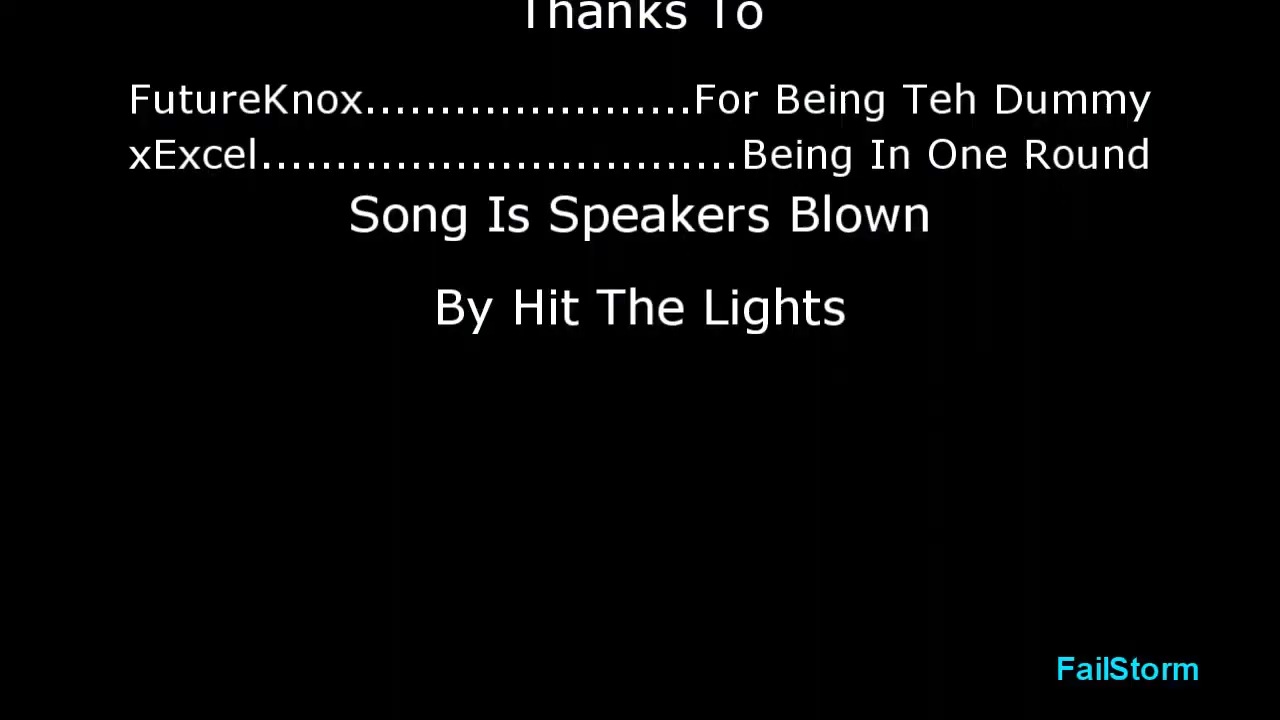 Thanks To
FutureKnox......................For Being Teh Dummy
xExcel................................Being In One Round
Song Is Speakers Blown
By Hit The Lights
FailStorm